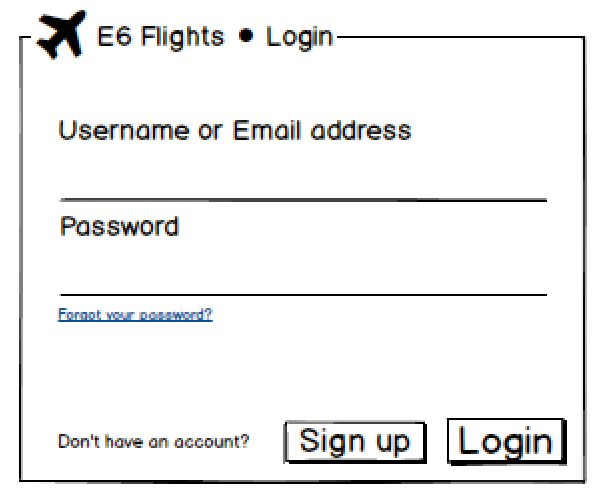 E6 Flights • Login
Username or Email address
Password
Forgot your password?
Don't have an account? Sign up Login